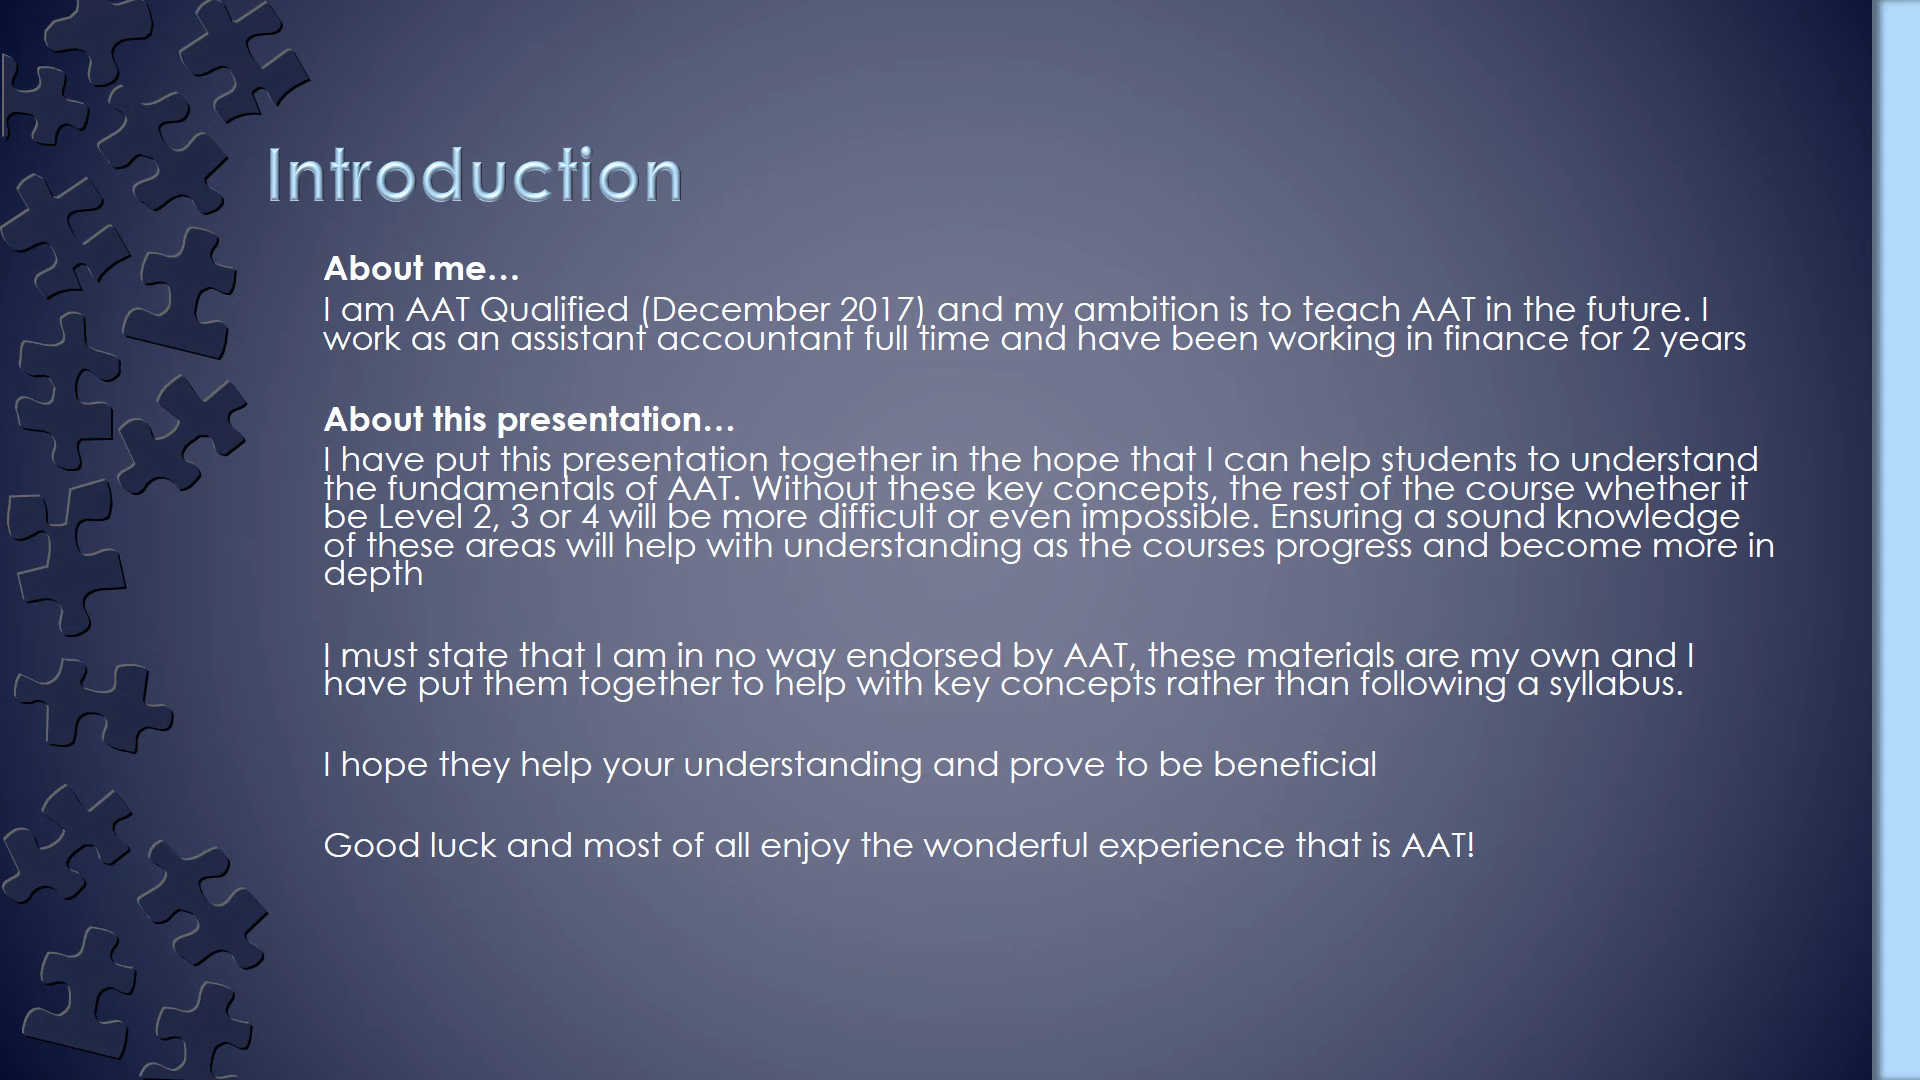 Introduction
About me…
I am AAT Qualified (December 2017) and my ambition is to teach AAT in the future. I
work as an assistant accountant full time and have been working in finance for 2 years
About this presentation…
I have put this presentation together in the hope that I can help students to understand
the fundamentals of AAT. Without these key concepts, the rest of the course whether it
be Level 2, 3 or 4 will be more difficult or even impossible. Ensuring a sound knowledge
of these areas will help with understanding as the courses progress and become more in
depth
I must state that I am in no way endorsed by AAT, these materials are my own and I
have put them together to help with key concepts rather than following a syllabus.
I hope they help your understanding and prove to be beneficial
Good luck and most of all enjoy the wonderful experience that is AAT!